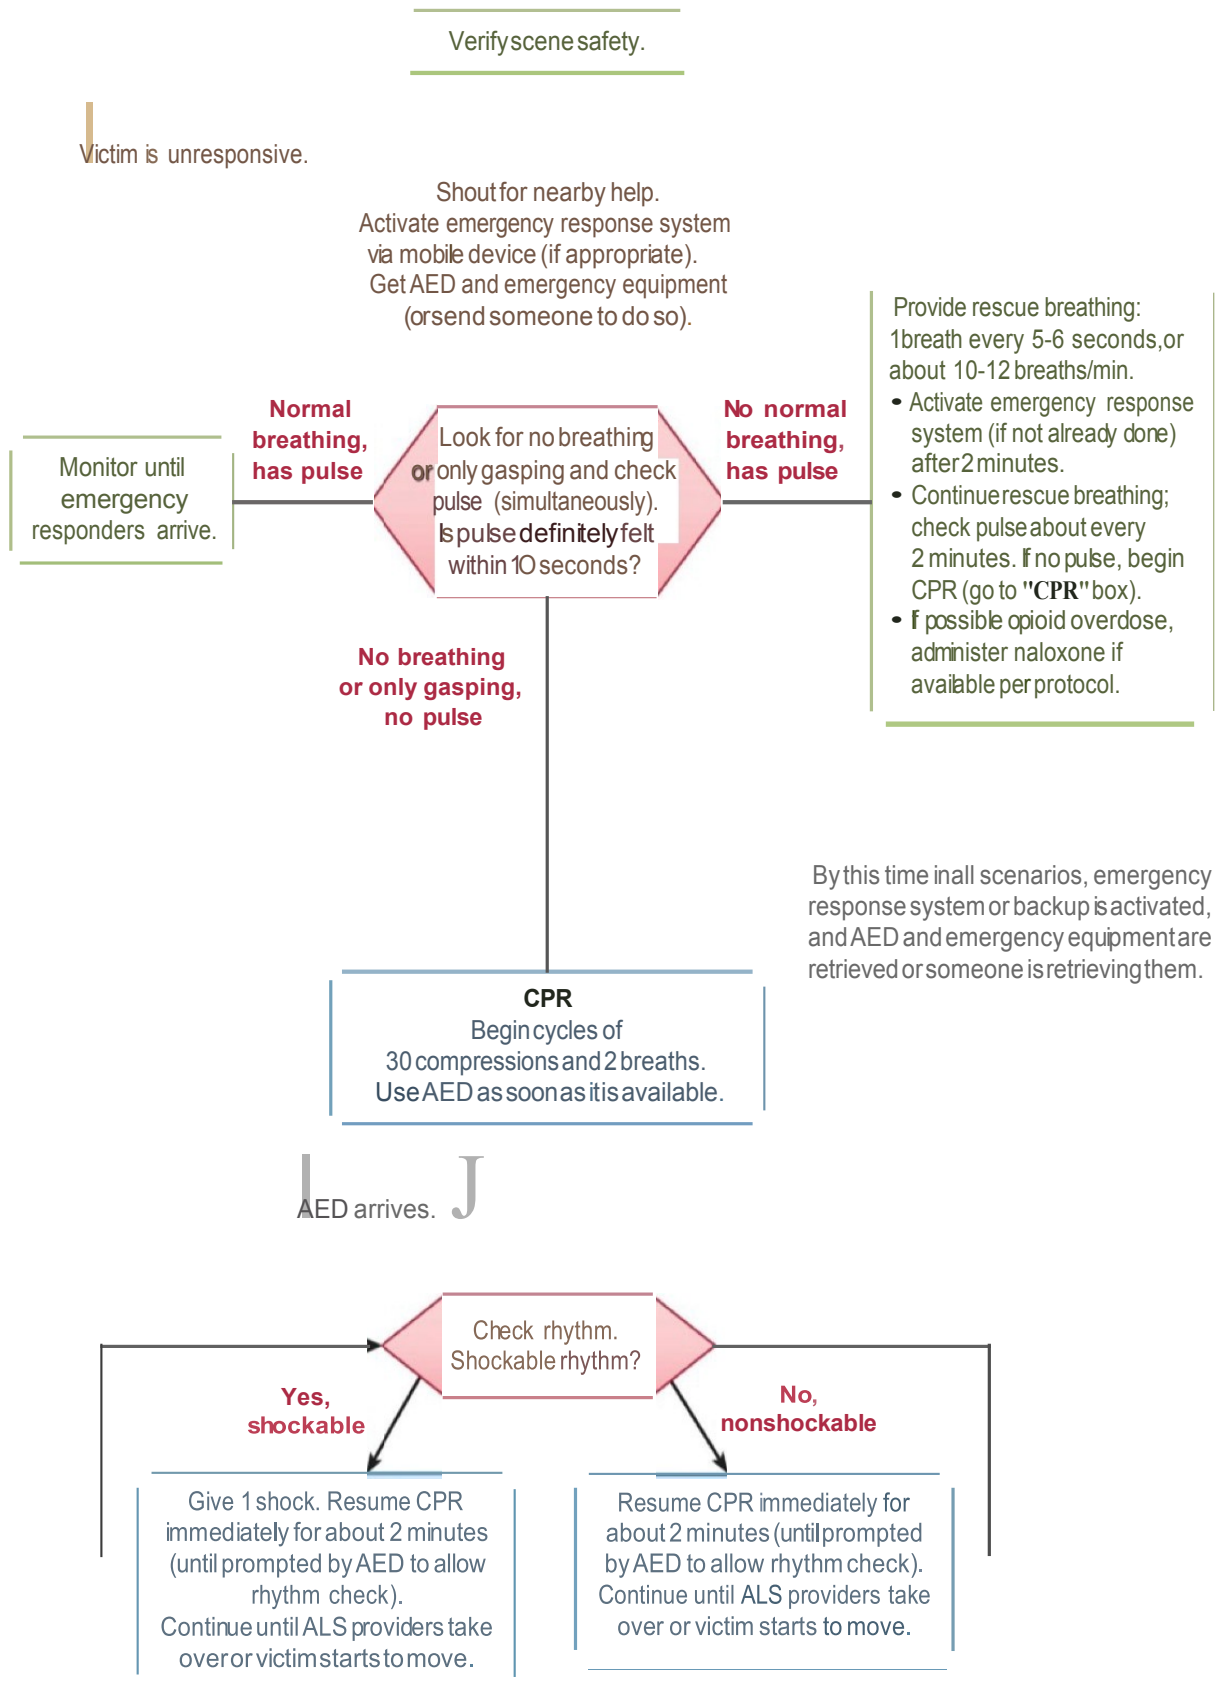 Verify scene safety.
Victim is unresponsive.
Shout for nearby help.
Activate emergency response system
via mobile device (if appropriate).
Get AED and emergency equipment
(or send someone to do so).
Normal
breathing,
has pulse
Monitor until
emergency
responders arrive.
Look for no breathing
or only gasping and check
pulse (simultaneously).
Is pulse definitely felt
within 10 seconds?
No normal
breathing,
has pulse
Provide rescue breathing:
1 breath every 5-6 seconds, or
about 10-12 breaths/min.
• Activate emergency response
system (if not already done)
after 2 minutes.
• Continue rescue breathing;
check pulse about every
2 minutes. If no pulse, begin
CPR (go to "CPR" box).
• If possible opioid overdose,
administer naloxone if
available per protocol.
No breathing
or only gasping,
no pulse
By this time in all scenarios, emergency
response system or backup is activated,
and AED and emergency equipment are
retrieved or someone is retrieving them.
CPR
Begin cycles of
30 compressions and 2 breaths.
Use AED as soon as it is available.
AED arrives. J
Check rhythm.
Shockable rhythm?
Yes,
shockable
No,
nonshockable
Give 1 shock. Resume CPR
immediately for about 2 minutes
(until prompted by AED to allow
rhythm check).
Continue until ALS providers take
over or victim starts to move.
Resume CPR immediately for
about 2 minutes (until prompted
by AED to allow rhythm check).
Continue until ALS providers take
over or victim starts to move.